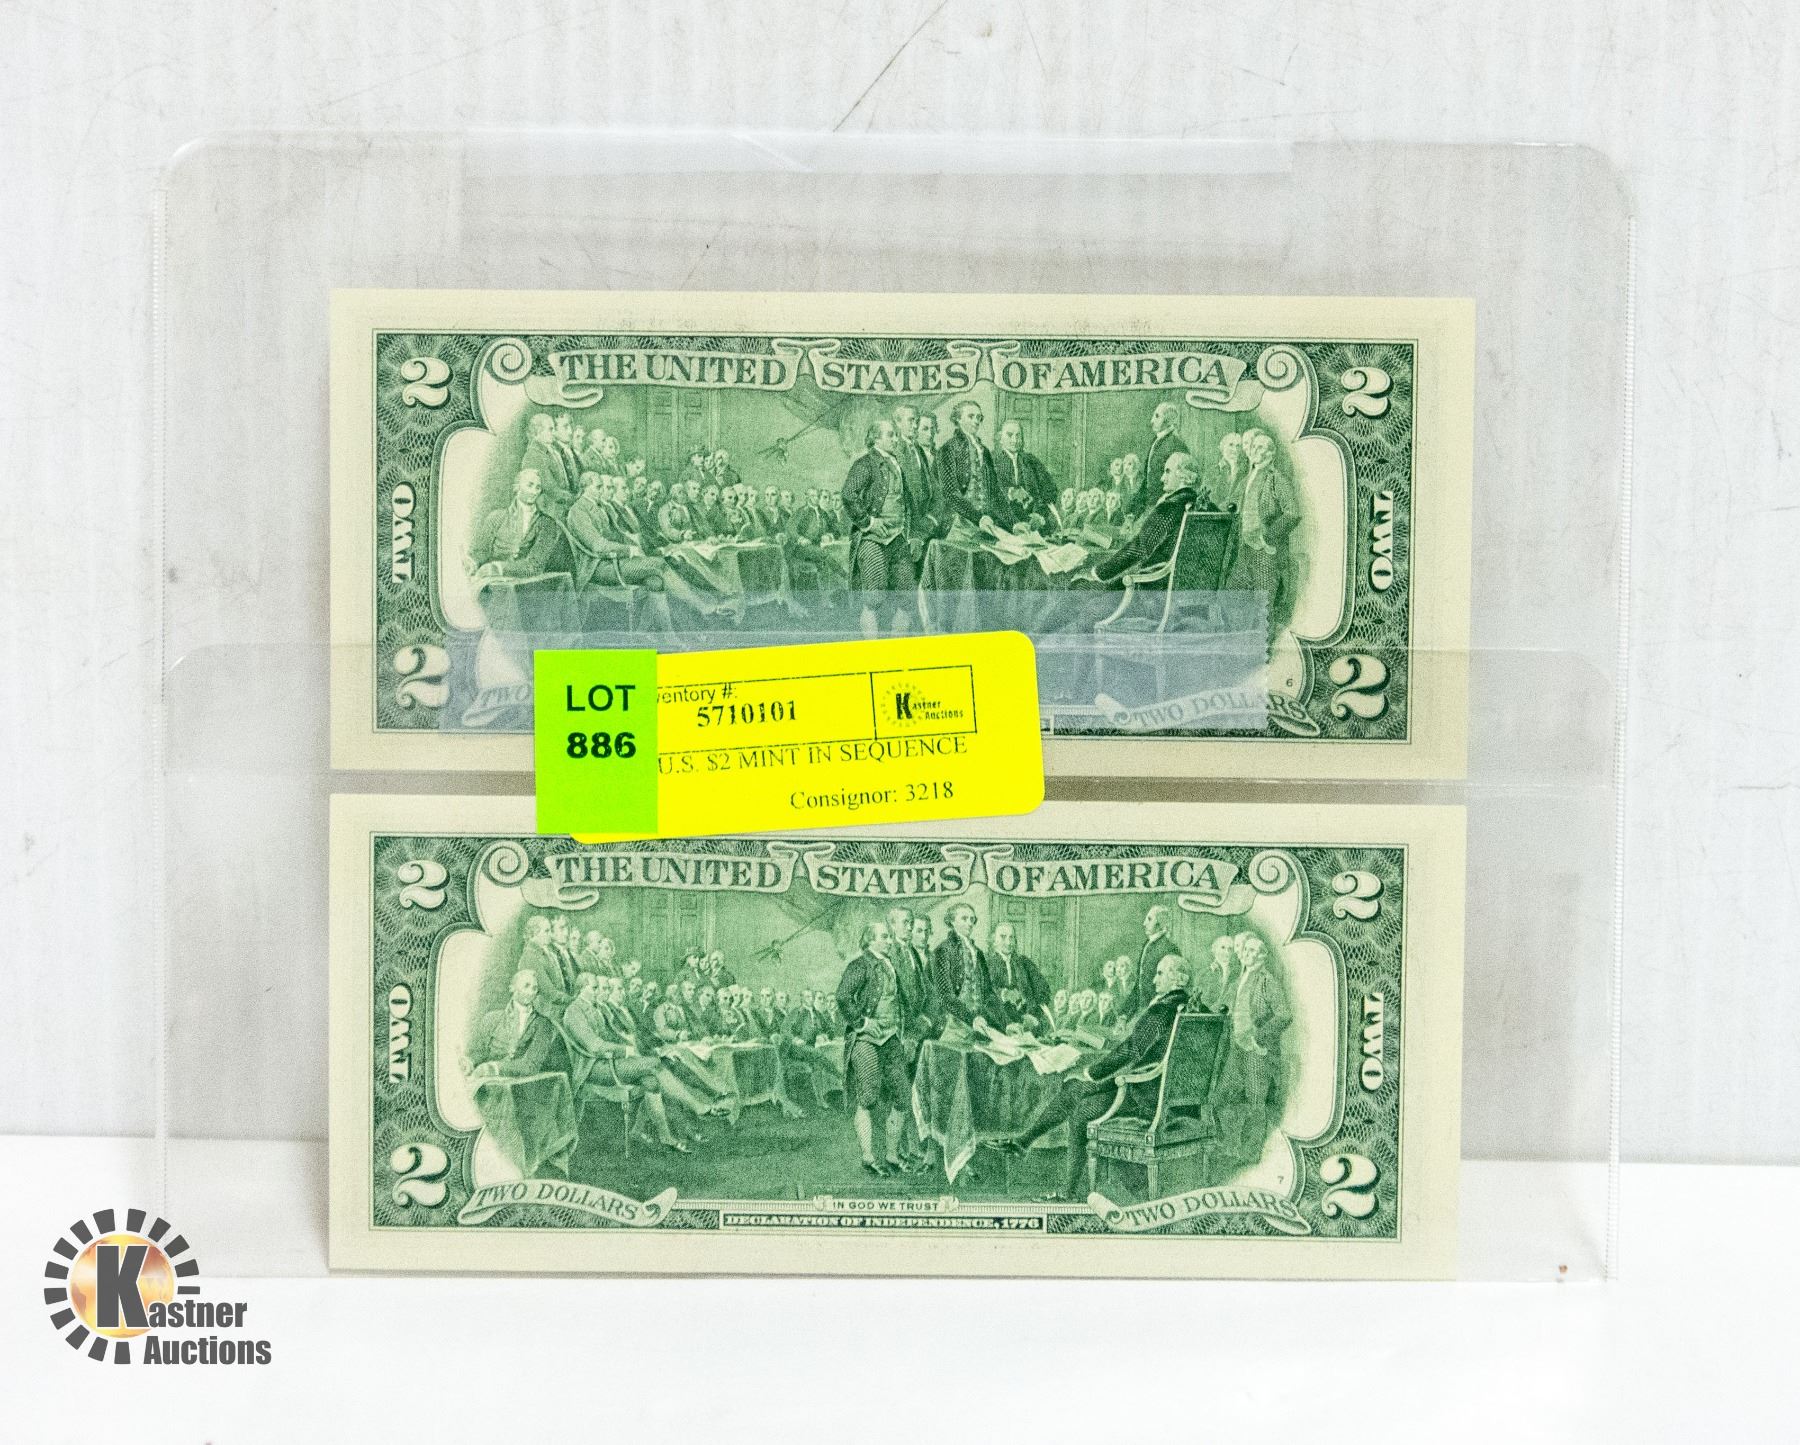 2 THE UNITED STATES OF AMERICA 2
TWO TWO
2 2
TWO 6 TWO DOLLARS
LOT
886
ventory #:
5710101
Kastner
Auctions
U.S. $2 MINT IN SEQUENCE
Consignor: 3218
2 THE UNITED STATES OF AMERICA 2
TWO TWO
2 2
TWO DOLLARS 7 TWO DOLLARS
IN GOD WE TRUST
DECLARATION OF INDEPENDENCE, 1776
Kastner
Auctions